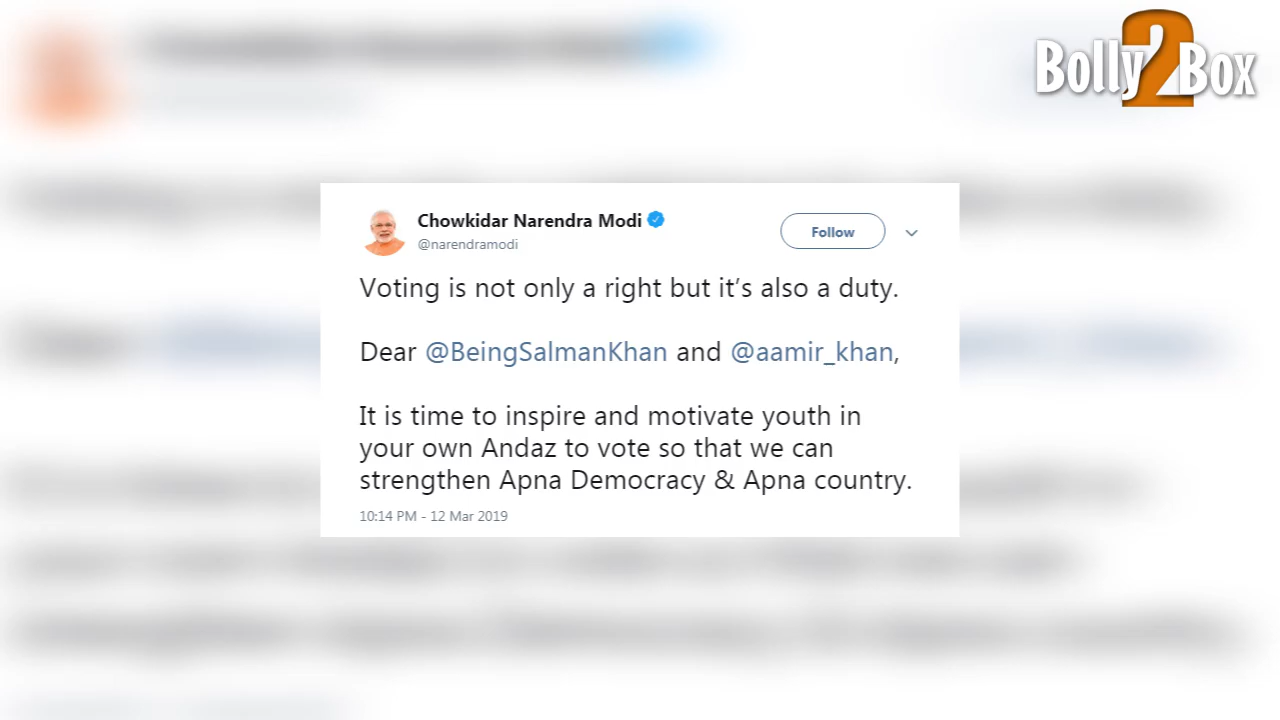 Bolly2Box
Chowkidar Narendra Modi
@narendramodi
Follow
Voting is not only a right but it’s also a duty.
Dear @BeingSalmanKhan and @aamir_khan,
It is time to inspire and motivate youth in
your own Andaz to vote so that we can
strengthen Apna Democracy & Apna country.
10:14 PM - 12 Mar 2019